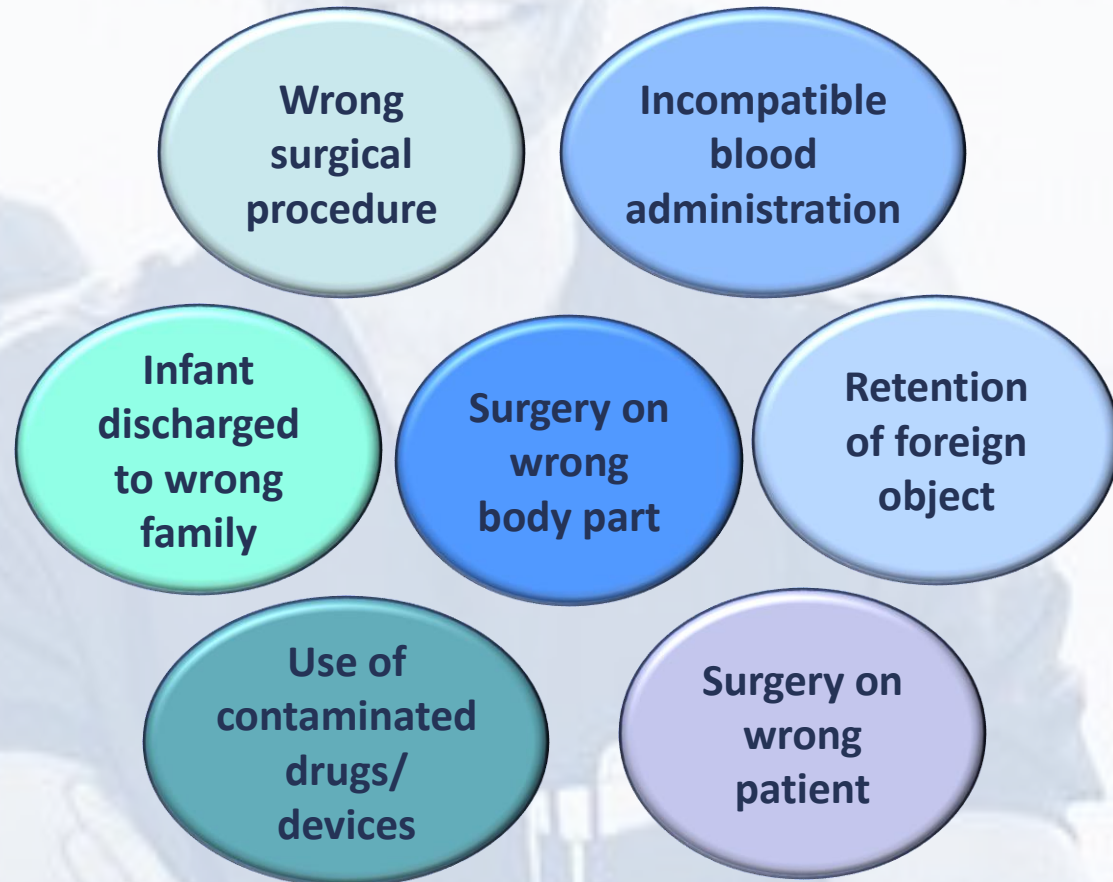 Wrong
surgical
procedure
Incompatible
blood
administration
Infant
discharged
to wrong
family
Surgery on
wrong
body part
Retention
of foreign
object
Use of
contaminated
drugs/
devices
Surgery on
wrong
patient